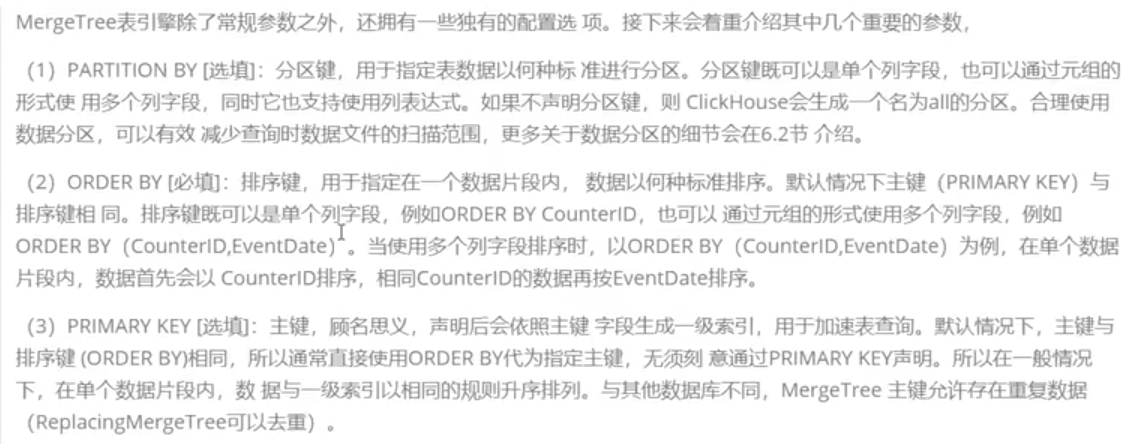 MergeTree表引擎除了常规参数之外，还拥有一些独有的配置选 项。接下来会着重介绍其中几个重要的参数，
（1）PARTITION BY [选填]：分区键，用于指定表数据以何种标 准进行分区。分区键既可以是单个列字段，也可以通过元组的
形式使 用多个列字段，同时它也支持使用列表达式。如果不声明分区键，则 ClickHouse会生成一个名为all的分区。合理使用
数据分区，可以有效 减少查询时数据文件的扫描范围，更多关于数据分区的细节会在6.2节 介绍。
（2）ORDER BY [必填]：排序键，用于指定在一个数据片段内， 数据以何种标准排序。默认情况下主键（PRIMARY KEY）与
排序键相 同。排序键既可以是单个列字段，例如ORDER BY CounterID，也可以 通过元组的形式使用多个列字段，例如
ORDER BY（CounterID,EventDate）。当使用多个列字段排序时，以ORDER BY（CounterID,EventDate）为例，在单个数据
片段内，数据首先会以 CounterID排序，相同CounterID的数据再按EventDate排序。
（3）PRIMARY KEY [选填]：主键，顾名思义，声明后会依照主键 字段生成一级索引，用于加速表查询。默认情况下，主键与
排序键 (ORDER BY)相同，所以通常直接使用ORDER BY代为指定主键，无须刻 意通过PRIMARY KEY声明。所以在一般情况
下，在单个数据片段内，数 据与一级索引以相同的规则升序排列。与其他数据库不同，MergeTree 主键允许存在重复数据
（ReplacingMergeTree可以去重）。